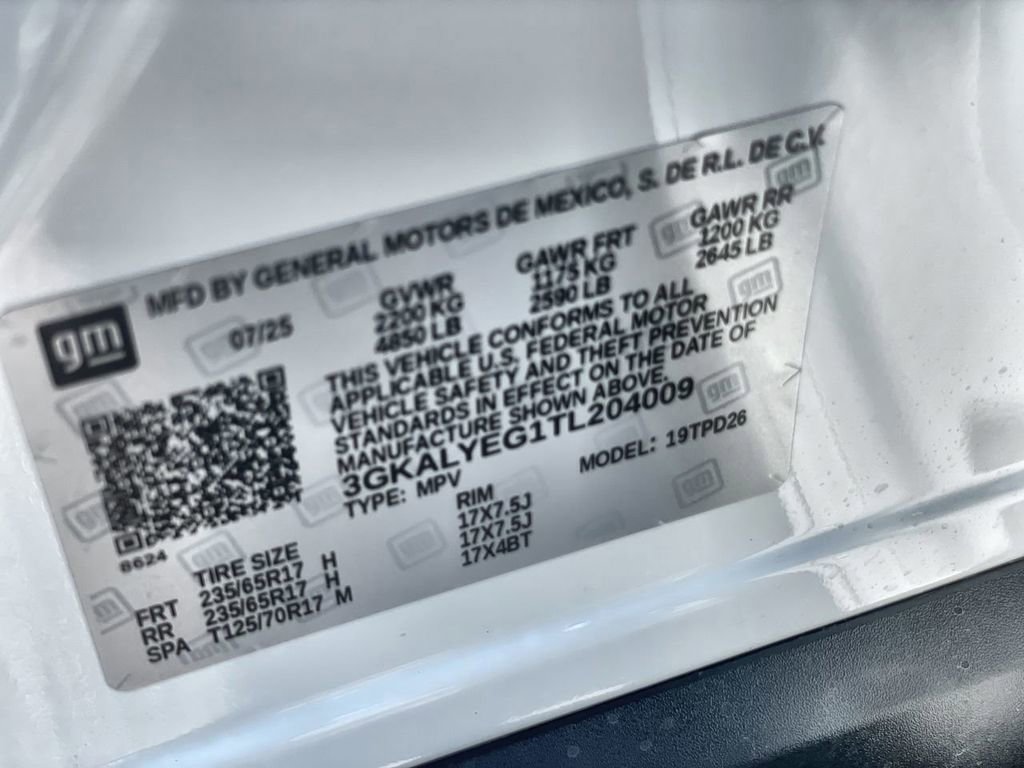 MFD BY GENERAL MOTORS DE MEXICO, S. DE R.L. DE C.V.
gm
07/25
GVWR GAWR FRT GAWR RR
2200 KG 1175 KG 1200 KG
4850 LB 2590 LB 2645 LB
THIS VEHICLE CONFORMS TO ALL
APPLICABLE U.S. FEDERAL MOTOR
VEHICLE SAFETY AND THEFT PREVENTION
STANDARDS IN EFFECT ON THE DATE OF
MANUFACTURE SHOWN ABOVE.
3GKALYEG1TL204009
TYPE: MPV MODEL: 19TPD26
8624
TIRE SIZE RIM
FRT 235/65R17 H 17X7.5J
RR 235/65R17 H 17X7.5J
SPA T125/70R17 M 17X4BT